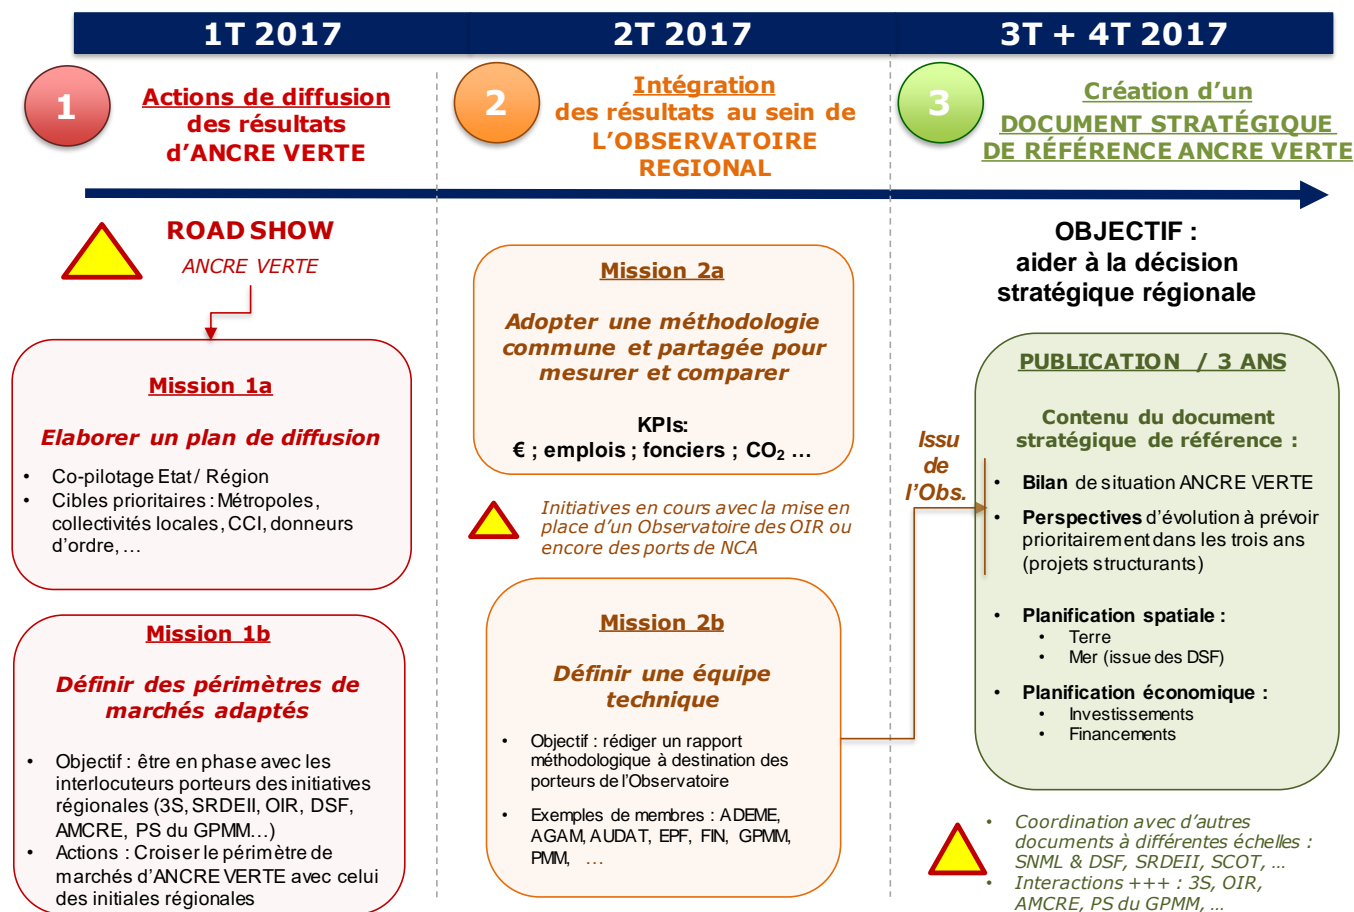 1T 2017
2T 2017
3T + 4T 2017
1
Actions de diffusion
des résultats
d’ANCRE VERTE
2
Intégration
des résultats au sein de
L’OBSERVATOIRE
REGIONAL
3
Création d’un
DOCUMENT STRATÉGIQUE
DE RÉFÉRENCE ANCRE VERTE
ROAD SHOW
ANCRE VERTE
Mission 1a
Elaborer un plan de diffusion
• Co-pilotage Etat / Région
• Cibles prioritaires : Métropoles,
collectivités locales, CCI, donneurs
d’ordre, …
Mission 1b
Définir des périmètres de
marchés adaptés
• Objectif : être en phase avec les
interlocuteurs porteurs des initiatives
régionales (3S, SRDEII, OIR, DSF,
AMCRE, PS du GPMM…)
• Actions : Croiser le périmètre de
marchés d’ANCRE VERTE avec celui
des initiales régionales
Mission 2a
Adopter une méthodologie
commune et partagée pour
mesurer et comparer
KPIs:
€ ; emplois ; fonciers ; CO₂ …
Initiatives en cours avec la mise en
place d’un Observatoire des OIR ou
encore des ports de NCA
Mission 2b
Définir une équipe
technique
• Objectif : rédiger un rapport
méthodologique à destination des
porteurs de l’Observatoire
• Exemples de membres : ADEME,
AGAM, AUDAT, EPF, FIN, GPMM,
PMM, …
Issu
de
l’Obs.
OBJECTIF :
aider à la décision
stratégique régionale
PUBLICATION / 3 ANS
Contenu du document
stratégique de référence :
• Bilan de situation ANCRE VERTE
• Perspectives d’évolution à prévoir
prioritairement dans les trois ans
(projets structurants)
• Planification spatiale :
• Terre
• Mer (issue des DSF)
• Planification économique :
• Investissements
• Financements
• Coordination avec d’autres
documents à différentes échelles :
SNML & DSF, SRDEII, SCOT, …
• Interactions +++ : 3S, OIR,
AMCRE, PS du GPMM, …